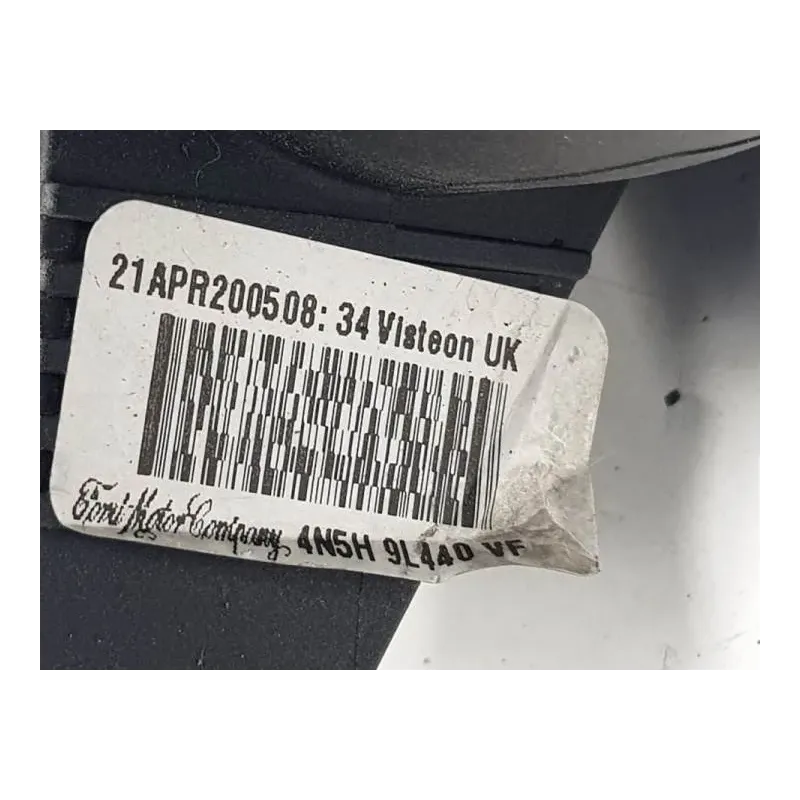 21APR200508:34 Visteon UK
Ford Motor Company 4N5H 9L440 VF